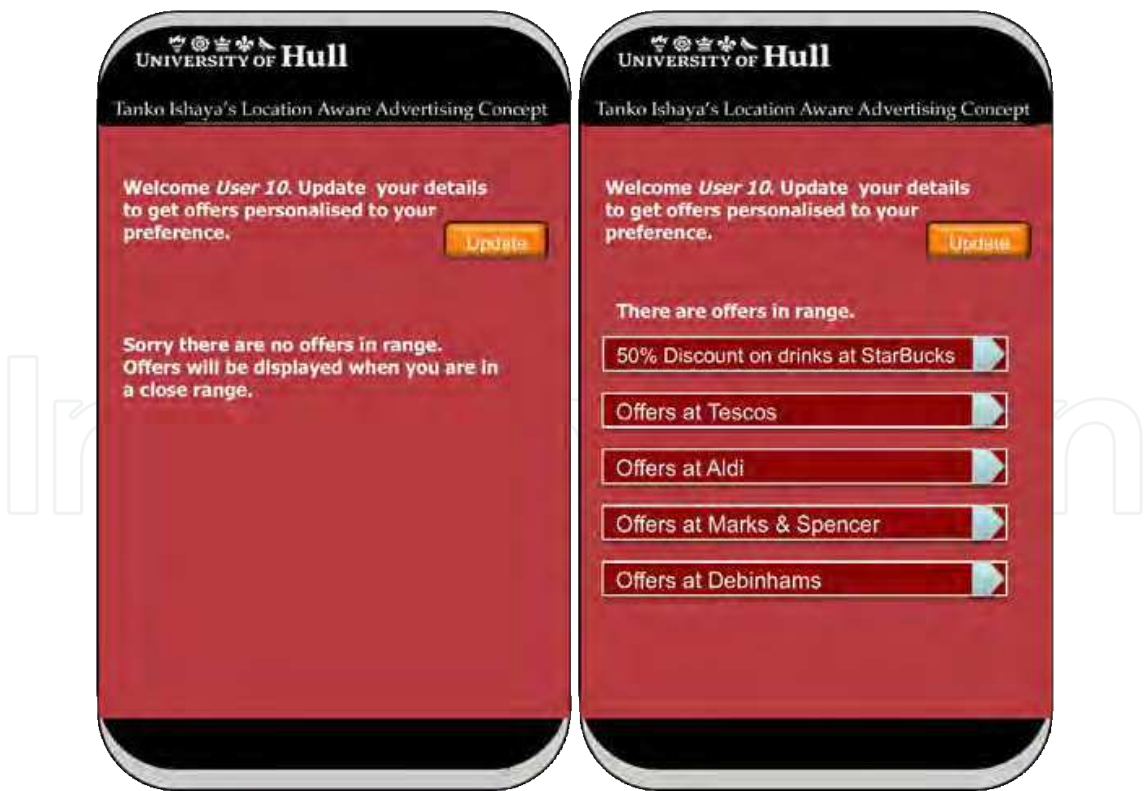 UNIVERSITY OF Hull
Tanko Ishaya's Location Aware Advertising Concept
Welcome User 10. Update your details
to get offers personalised to your
preference.
Update
Sorry there are no offers in range.
Offers will be displayed when you are in
a close range.
UNIVERSITY OF Hull
Tanko Ishaya's Location Aware Advertising Concept
Welcome User 10. Update your details
to get offers personalised to your
preference.
Update
There are offers in range.
50% Discount on drinks at StarBucks
Offers at Tescos
Offers at Aldi
Offers at Marks & Spencer
Offers at Debinhams